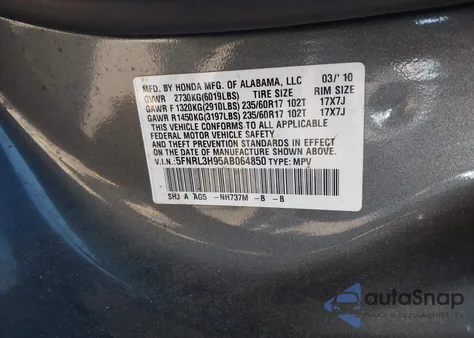 MFD. BY HONDA MFG. OF ALABAMA, LLC 03/'10
GVWR 2730KG(6019LBS) TIRE SIZE RIM SIZE
GAWR F 1320KG(2910LBS) 235/60R17 102T 17X7J
GAWR R1450KG(3197LBS) 235/60R17 102T 17X7J
THIS VEHICLE CONFORMS TO ALL APPLICABLE
FEDERAL MOTOR VEHICLE SAFETY AND
THEFT PREVENTION STANDARDS IN EFFECT ON
THE DATE OF MANUFACTURE SHOWN ABOVE.
V.I.N.:5FNRL3H95AB064850 TYPE: MPV
SHJ A AG5 -NH737M -B -B
autoSnap